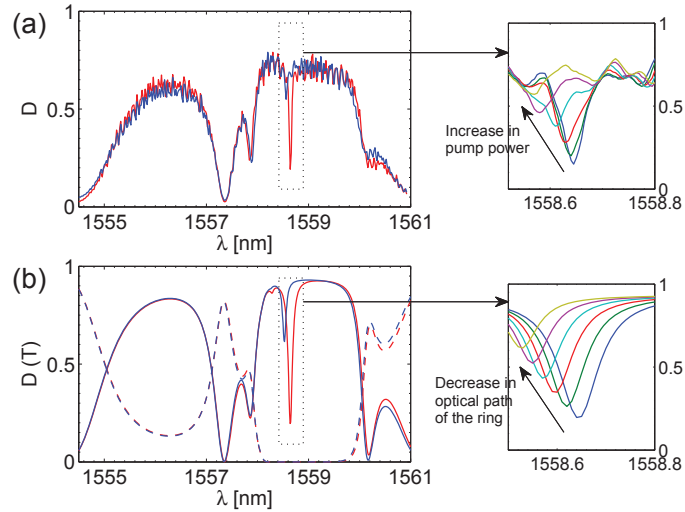 (a)
D
1
0.5
0
1555
1557
1559
1561
λ [nm]
Increase in
pump power
1
0.5
0
1558.6
1558.8
(b)
D (T)
1
0.5
0
1555
1557
1559
1561
λ [nm]
Decrease in
optical path
of the ring
1
0.5
0
1558.6
1558.8